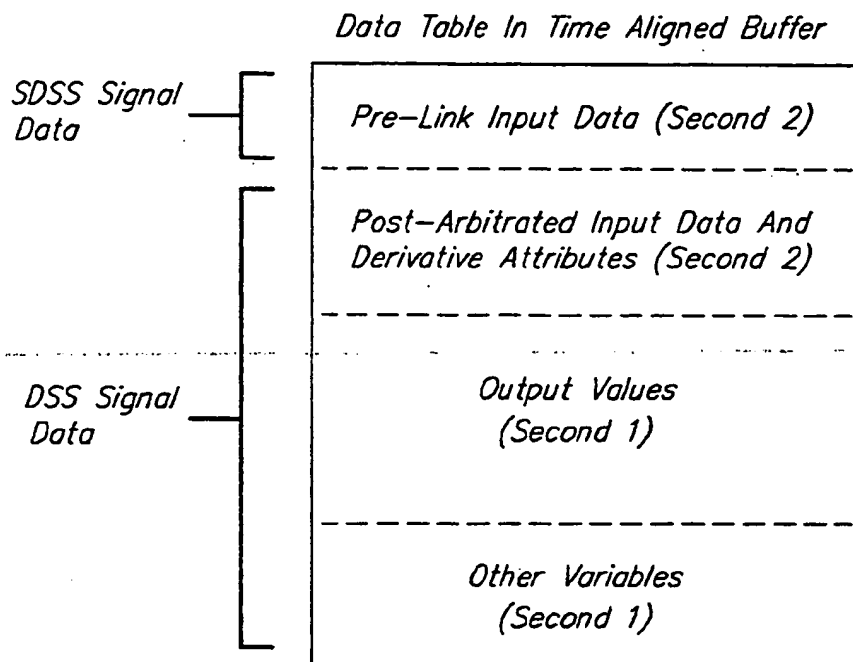 Data Table In Time Aligned Buffer
SDSS Signal
Data
Pre-Link Input Data (Second 2)
Post-Arbitrated Input Data And
Derivative Attributes (Second 2)
DSS Signal
Data
Output Values
(Second 1)
Other Variables
(Second 1)